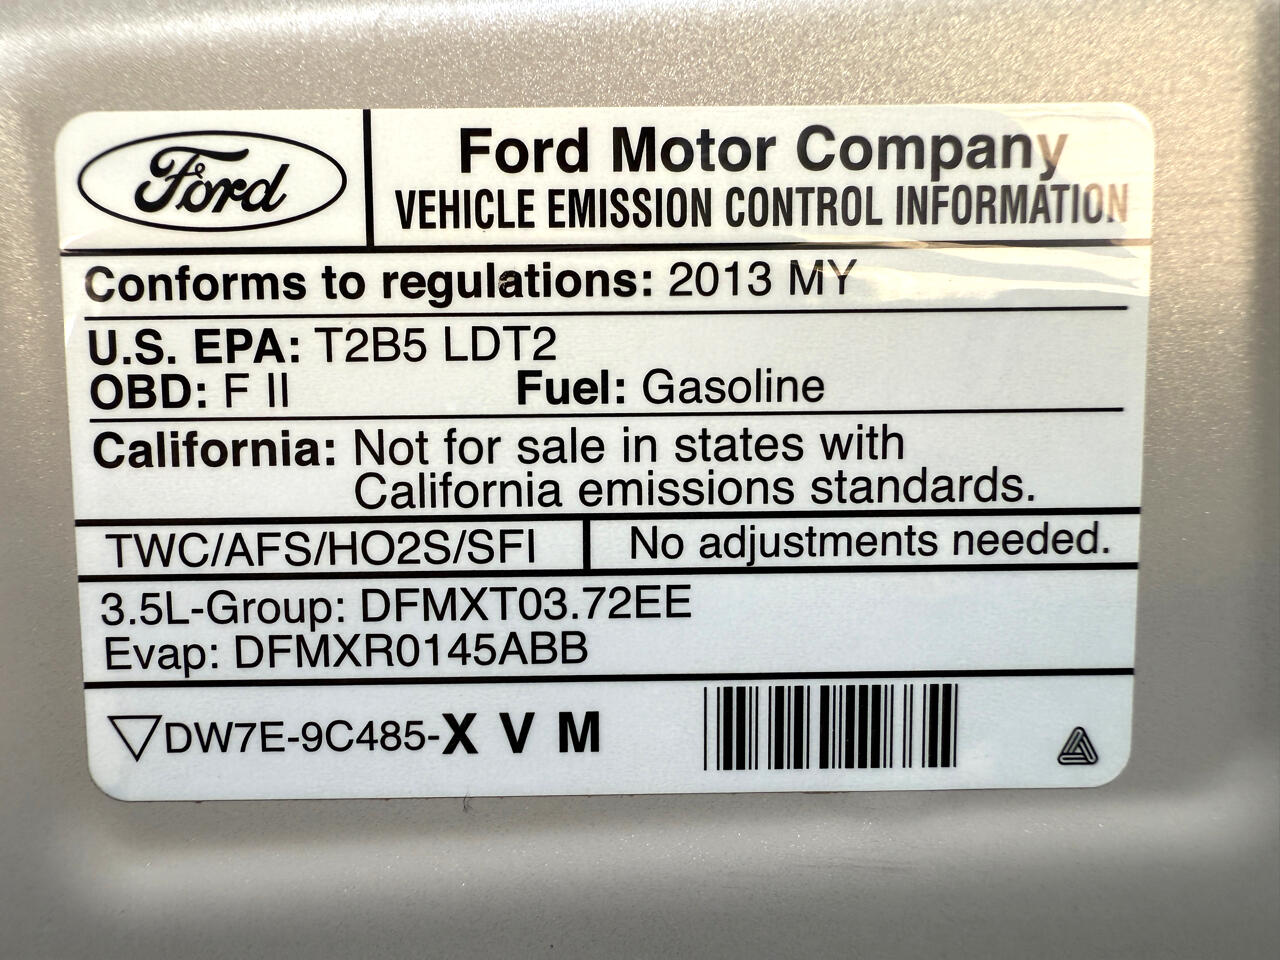 Ford
Ford Motor Company
VEHICLE EMISSION CONTROL INFORMATION
Conforms to regulations: 2013 MY
U.S. EPA: T2B5 LDT2
OBD: F II Fuel: Gasoline
California: Not for sale in states with
California emissions standards.
TWC/AFS/HO2S/SFI No adjustments needed.
3.5L-Group: DFMXT03.72EE
Evap: DFMXR0145ABB
DW7E-9C485-X V M